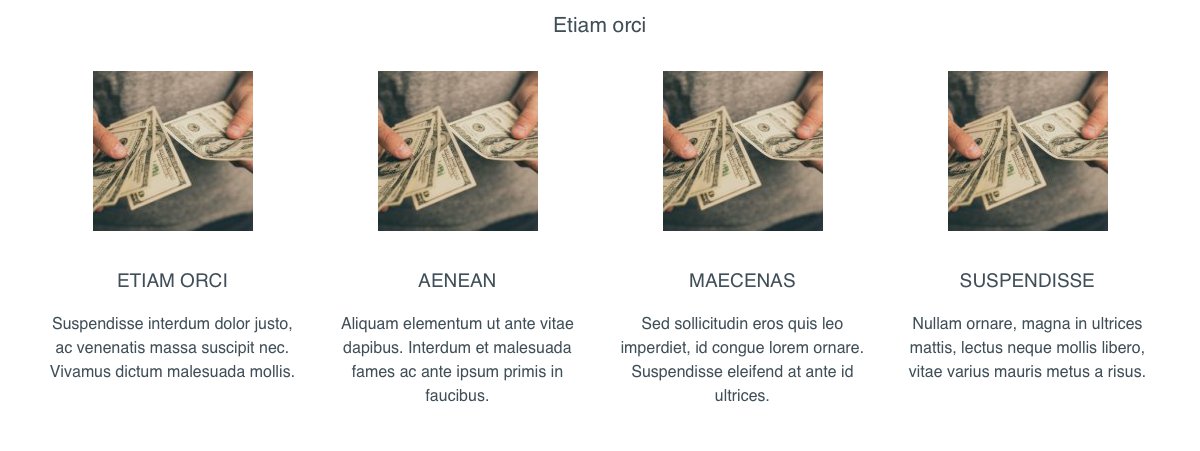 Etiam orci
ETIAM ORCI
Suspendisse interdum dolor justo,
ac venenatis massa suscipit nec.
Vivamus dictum malesuada mollis.
AENEAN
Aliquam elementum ut ante vitae
dapibus. Interdum et malesuada
fames ac ante ipsum primis in
faucibus.
MAECENAS
Sed sollicitudin eros quis leo
imperdiet, id congue lorem ornare.
Suspendisse eleifend at ante id
ultrices.
SUSPENDISSE
Nullam ornare, magna in ultrices
mattis, lectus neque mollis libero,
vitae varius mauris metus a risus.